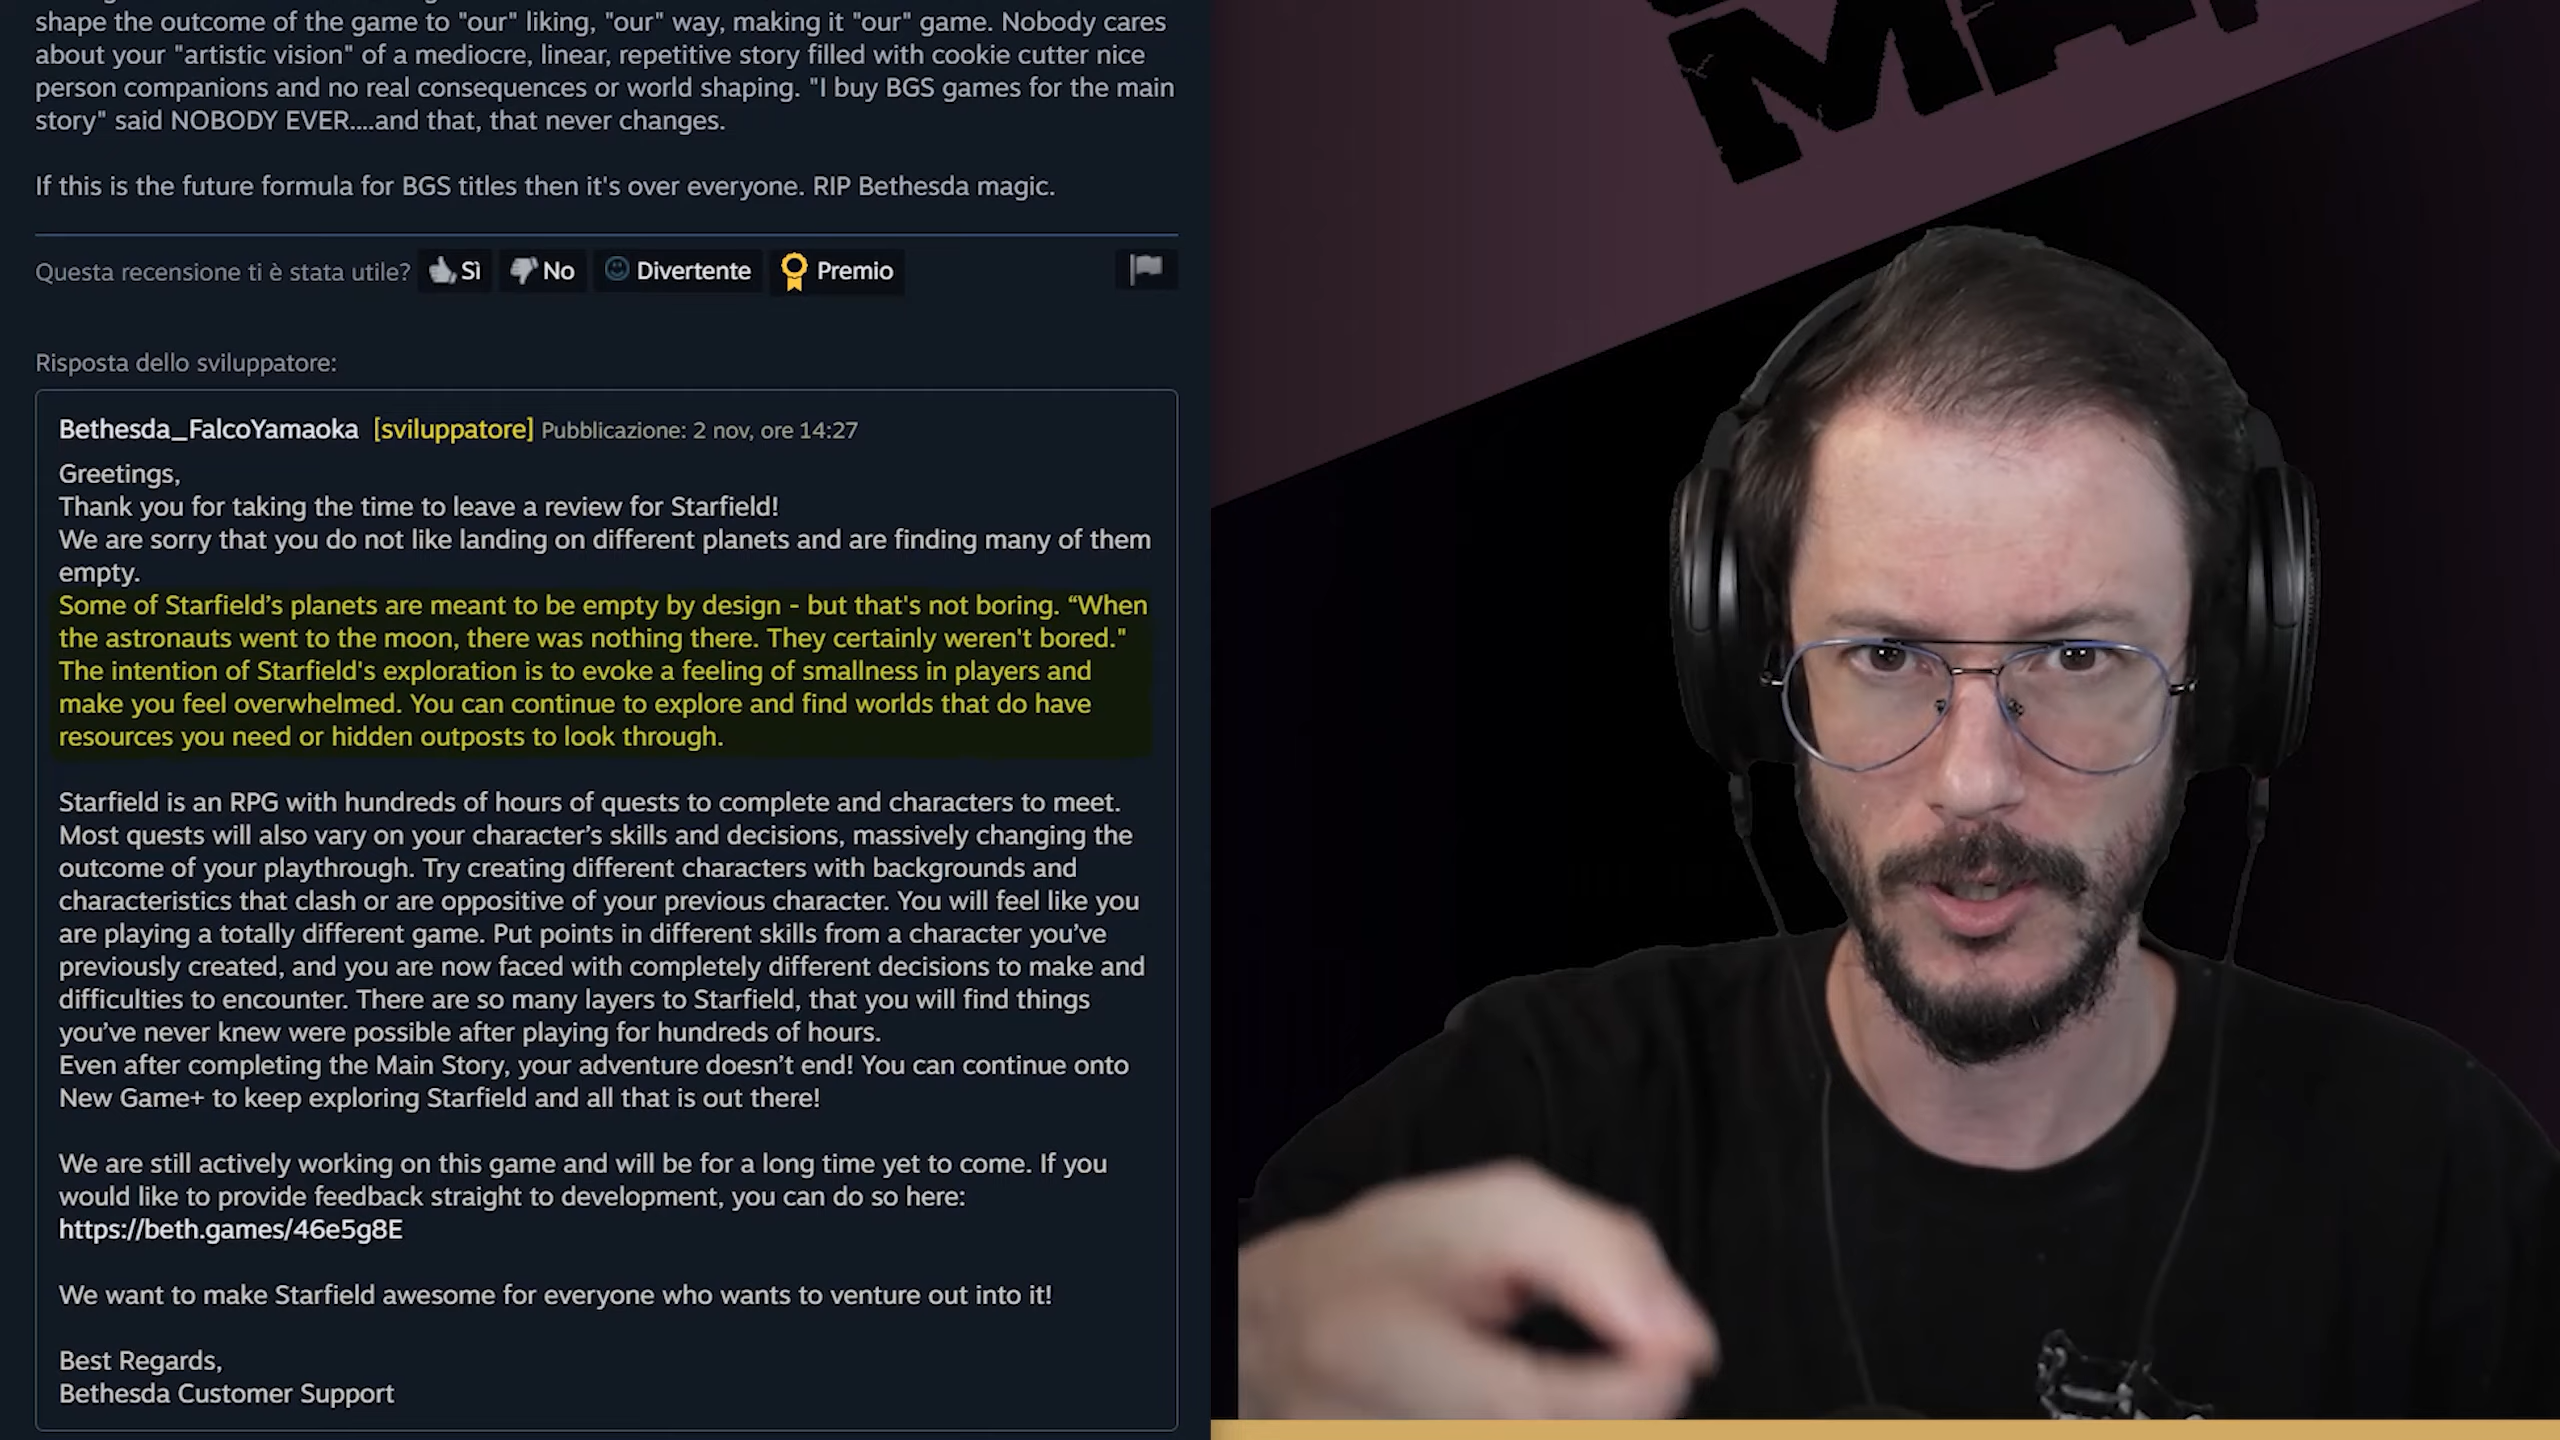 shape the outcome of the game to "our" liking, "our" way, making it "our" game. Nobody cares
about your "artistic vision" of a mediocre, linear, repetitive story filled with cookie cutter nice
person companions and no real consequences or world shaping. "I buy BGS games for the main
story" said NOBODY EVER....and that, that never changes.
If this is the future formula for BGS titles then it's over everyone. RIP Bethesda magic.
Questa recensione ti è stata utile? Sì No Divertente Premio
Risposta dello sviluppatore:
Bethesda_FalcoYamaoka [sviluppatore] Pubblicazione: 2 nov, ore 14:27
Greetings,
Thank you for taking the time to leave a review for Starfield!
We are sorry that you do not like landing on different planets and are finding many of them
empty.
Some of Starfield’s planets are meant to be empty by design - but that's not boring. “When
the astronauts went to the moon, there was nothing there. They certainly weren't bored."
The intention of Starfield's exploration is to evoke a feeling of smallness in players and
make you feel overwhelmed. You can continue to explore and find worlds that do have
resources you need or hidden outposts to look through.
Starfield is an RPG with hundreds of hours of quests to complete and characters to meet.
Most quests will also vary on your character’s skills and decisions, massively changing the
outcome of your playthrough. Try creating different characters with backgrounds and
characteristics that clash or are oppositive of your previous character. You will feel like you
are playing a totally different game. Put points in different skills from a character you’ve
previously created, and you are now faced with completely different decisions to make and
difficulties to encounter. There are so many layers to Starfield, that you will find things
you’ve never knew were possible after playing for hundreds of hours.
Even after completing the Main Story, your adventure doesn’t end! You can continue onto
New Game+ to keep exploring Starfield and all that is out there!
We are still actively working on this game and will be for a long time yet to come. If you
would like to provide feedback straight to development, you can do so here:
https://beth.games/46e5g8E
We want to make Starfield awesome for everyone who wants to venture out into it!
Best Regards,
Bethesda Customer Support